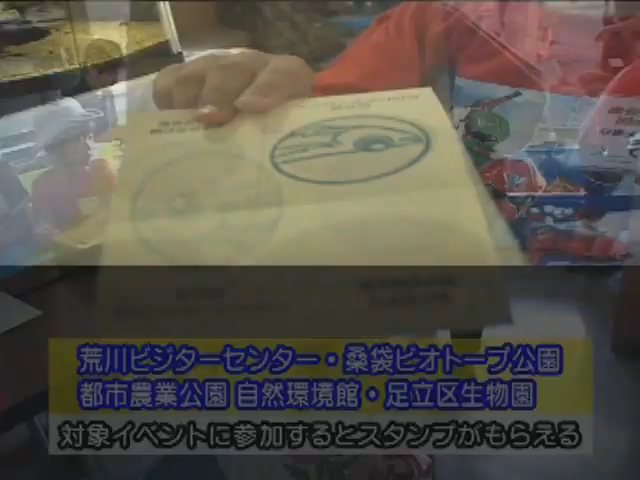 荒川ビジターセンター・桑袋ビオトープ公園
都市農業公園 自然環境館・足立区生物園
対象イベントに参加するとスタンプがもらえる